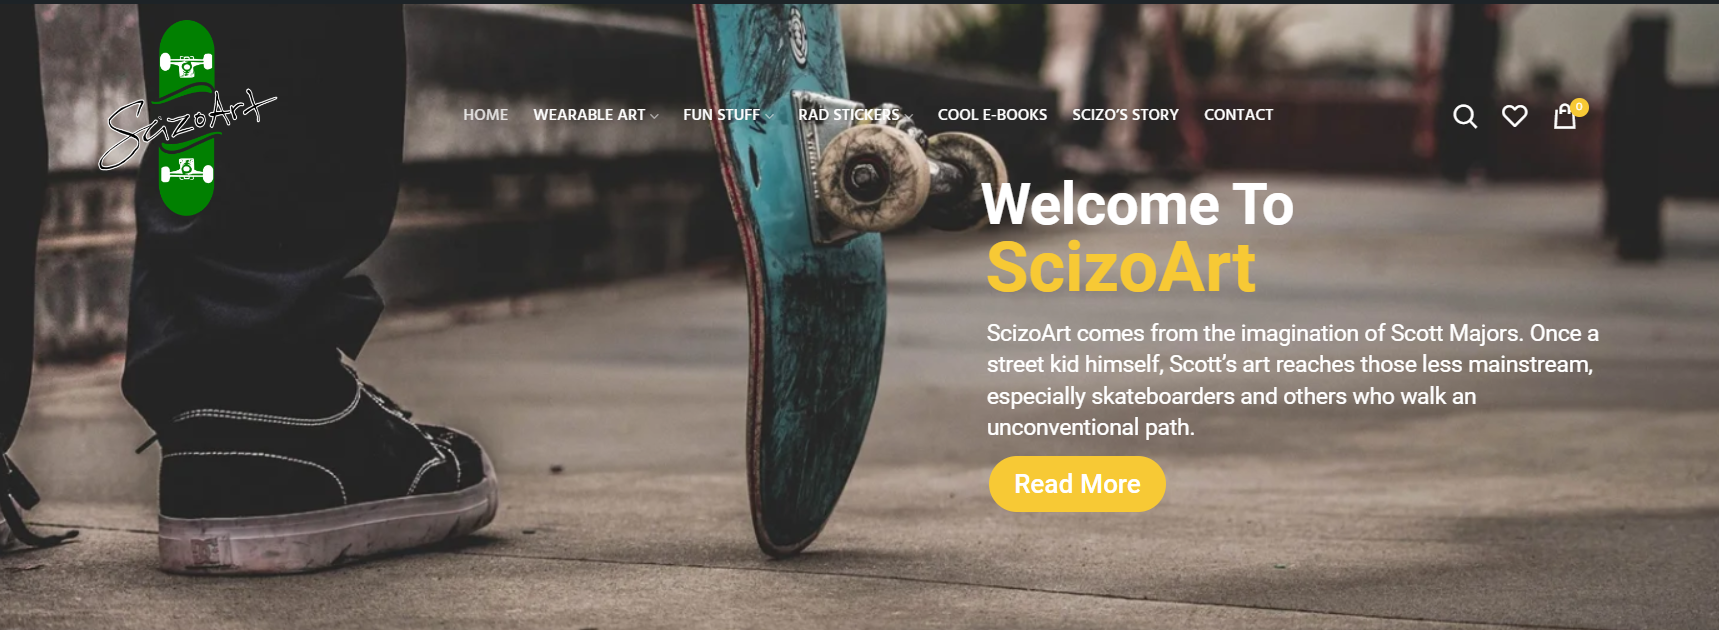 ScizoArt
HOME WEARABLE ART FUN STUFF RAD STICKERS COOL E-BOOKS SCIZO'S STORY CONTACT
0
Welcome To
ScizoArt
ScizoArt comes from the imagination of Scott Majors. Once a
street kid himself, Scott’s art reaches those less mainstream,
especially skateboarders and others who walk an
unconventional path.
Read More